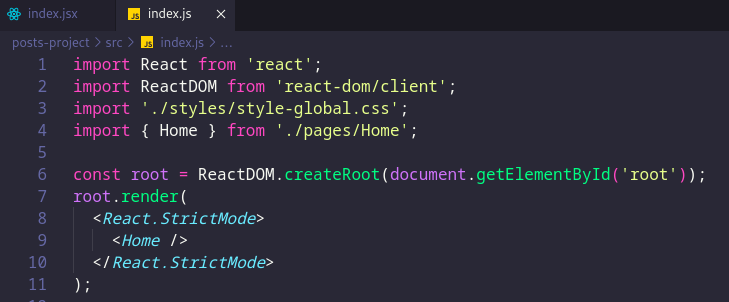 index.jsx index.js ×
posts-project > src > JS index.js > ...
1 import React from 'react';
2 import ReactDOM from 'react-dom/client';
3 import './styles/style-global.css';
4 import { Home } from './pages/Home';
5
6 const root = ReactDOM.createRoot(document.getElementById('root'));
7 root.render(
8   <React.StrictMode>
9     <Home />
10   </React.StrictMode>
11 );